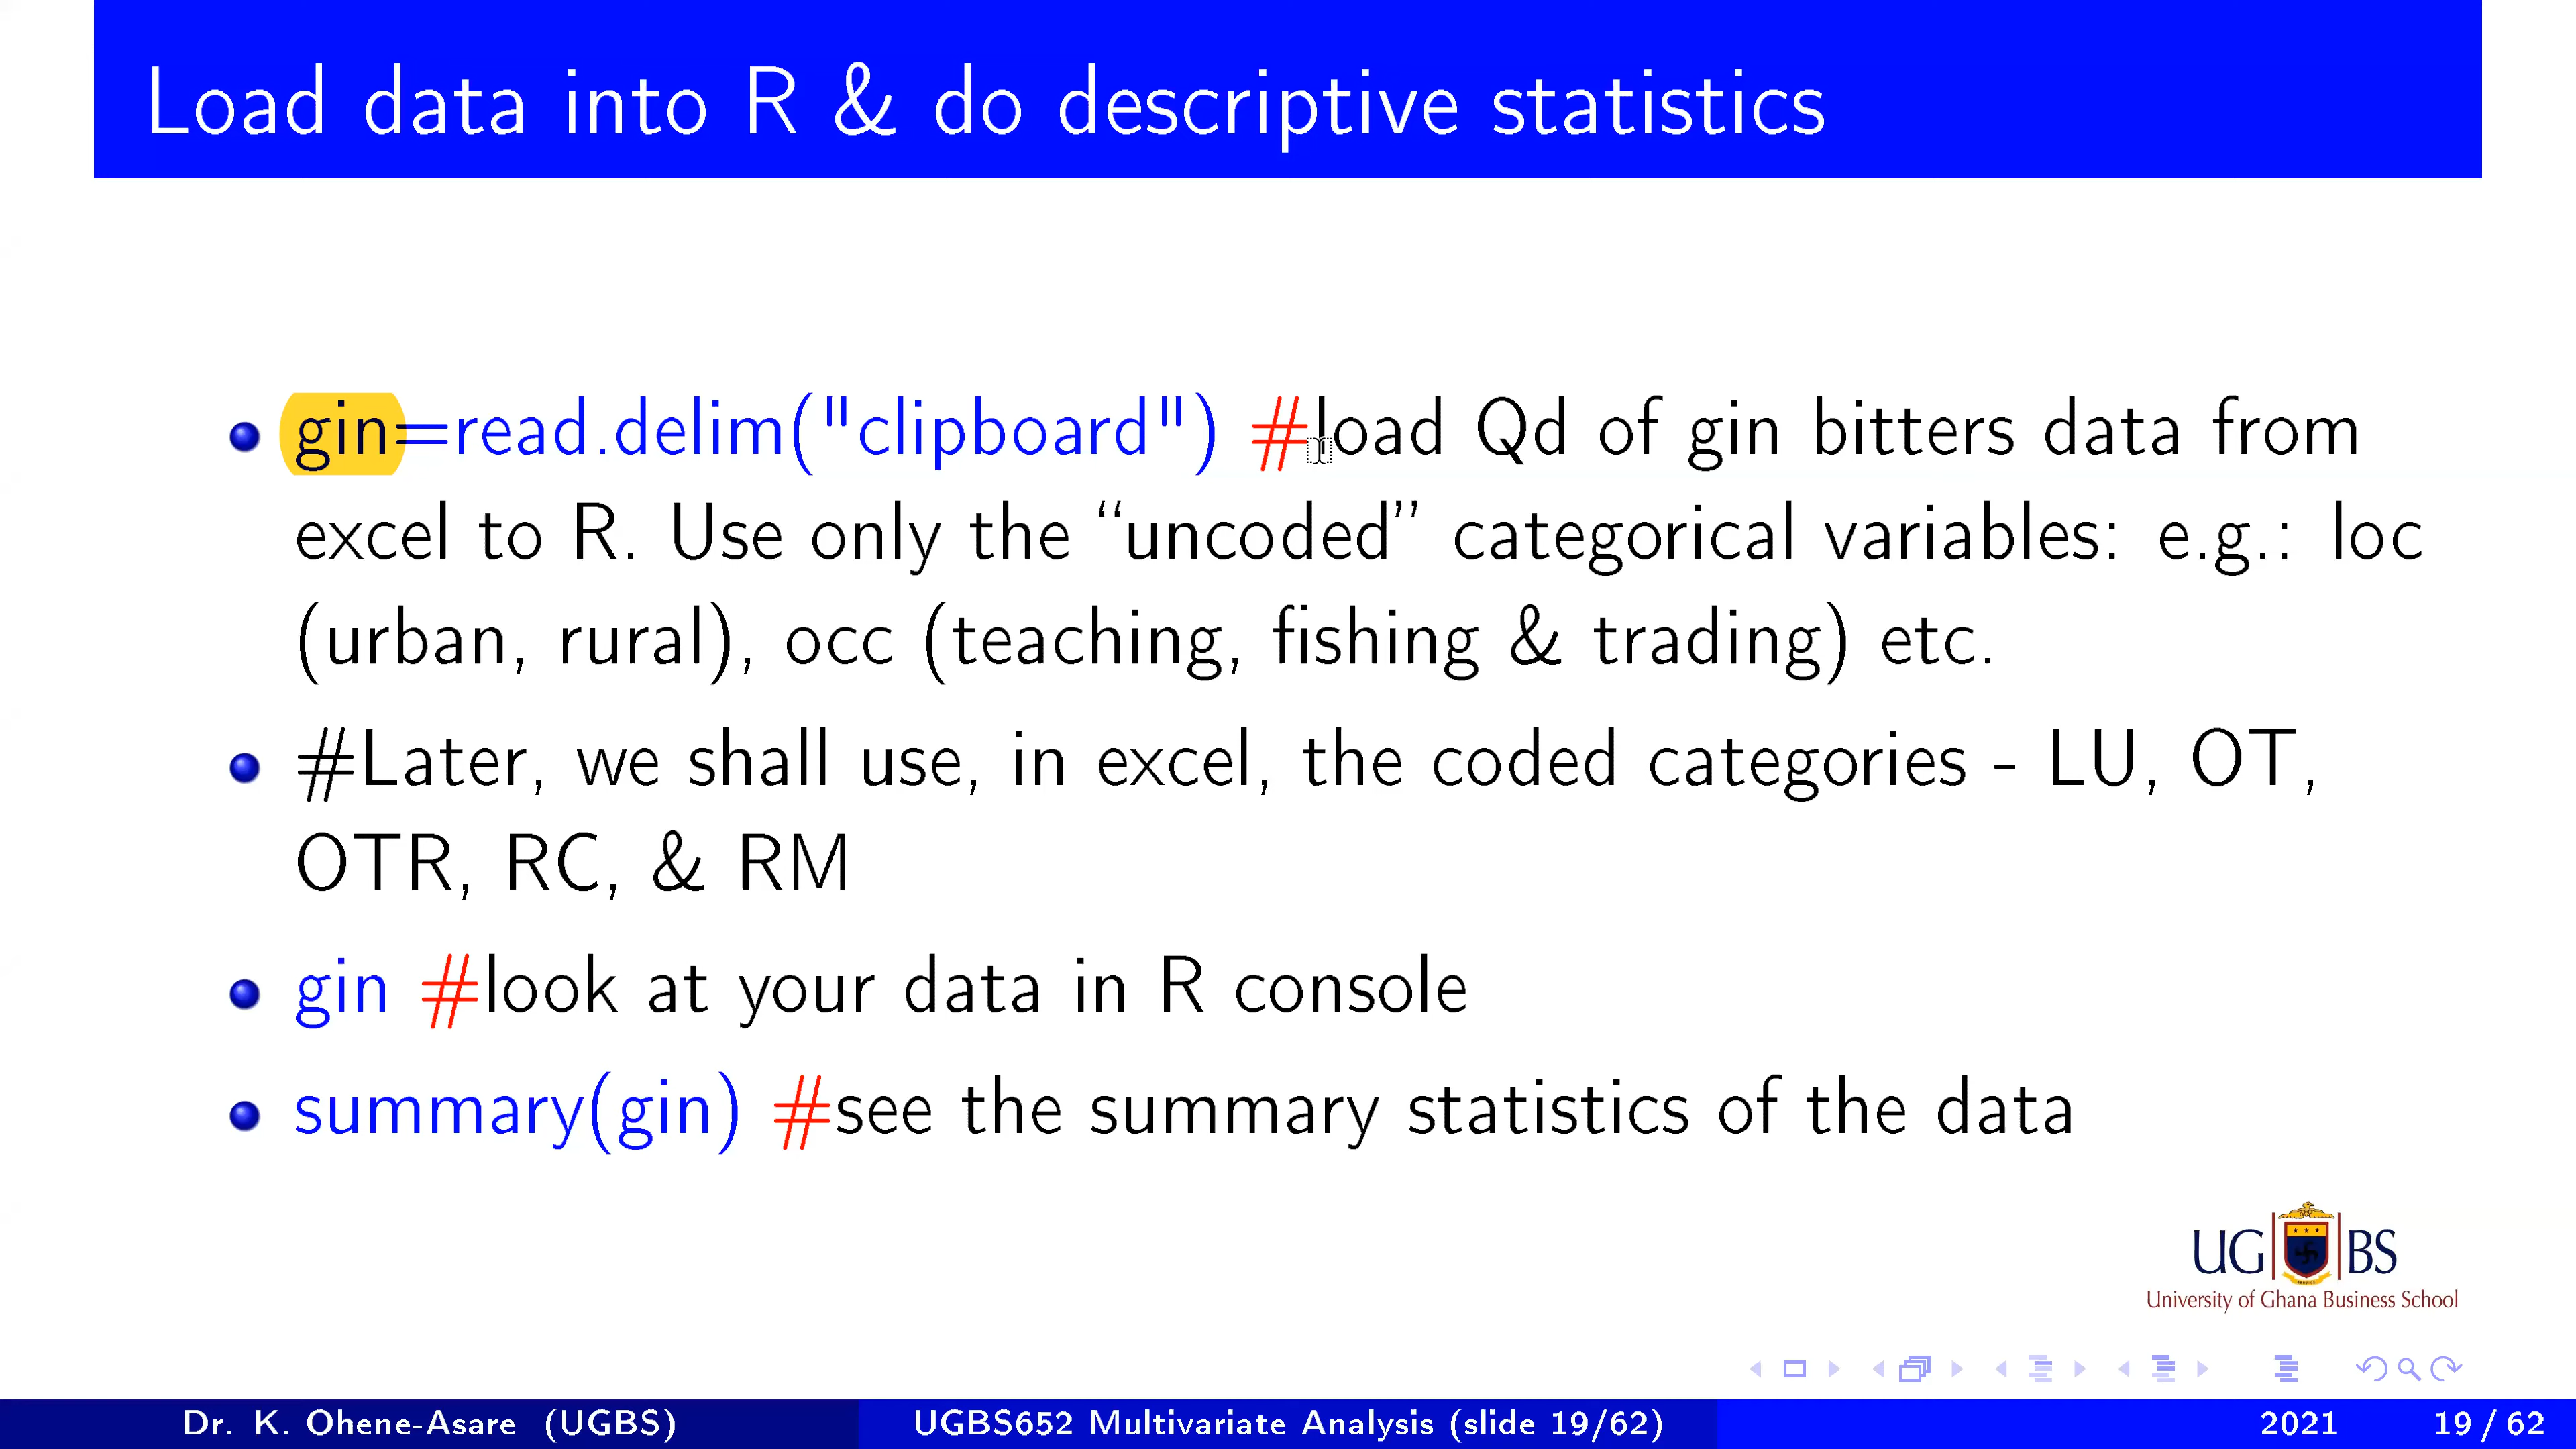 Load data into R & do descriptive statistics
gin=read.delim("clipboard") #load Qd of gin bitters data from
excel to R. Use only the “uncoded” categorical variables: e.g.: loc
(urban, rural), occ (teaching, fishing & trading) etc.
#Later, we shall use, in excel, the coded categories - LU, OT,
OTR, RC, & RM
gin #look at your data in R console
summary(gin) #see the summary statistics of the data
UG BS
University of Ghana Business School
Dr. K. Ohene-Asare (UGBS) UGBS652 Multivariate Analysis (slide 19/62) 2021 19 / 62